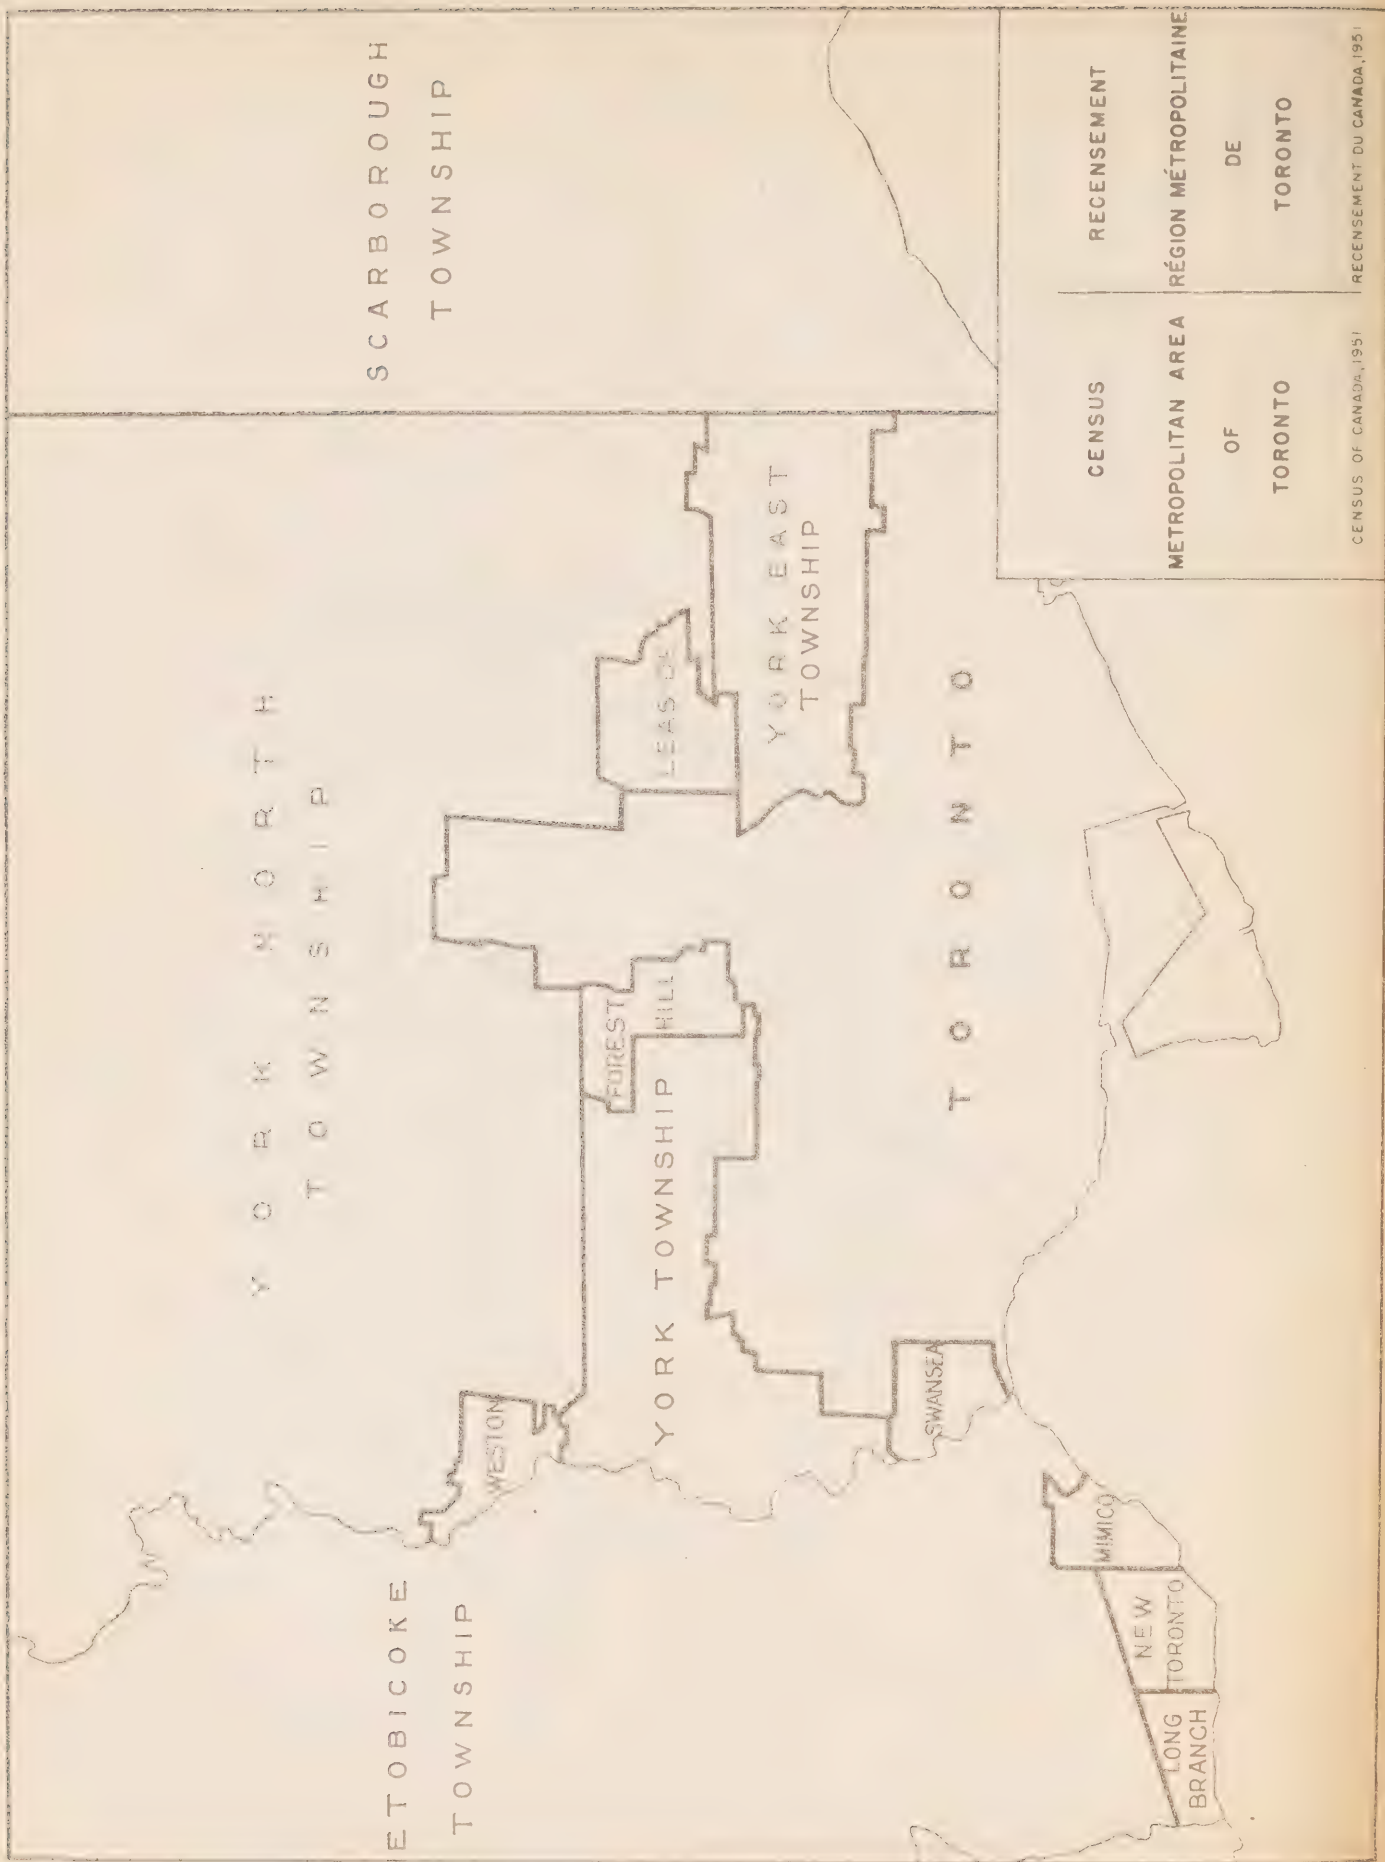 YORK NORTH
TOWNSHIP
SCARBOROUGH
TOWNSHIP
ETOBICOKE
TOWNSHIP
WESTON
FOREST
HILL
YORK TOWNSHIP
LEASIDE
YORK EAST
TOWNSHIP
SWANSEA
TORONTO
MIMICO
NEW
TORONTO
LONG
BRANCH
CENSUS
METROPOLITAN AREA
OF
TORONTO
CENSUS OF CANADA, 1951
RECENSEMENT
RÉGION MÉTROPOLITAINE
DE
TORONTO
RECENSEMENT DU CANADA, 1951